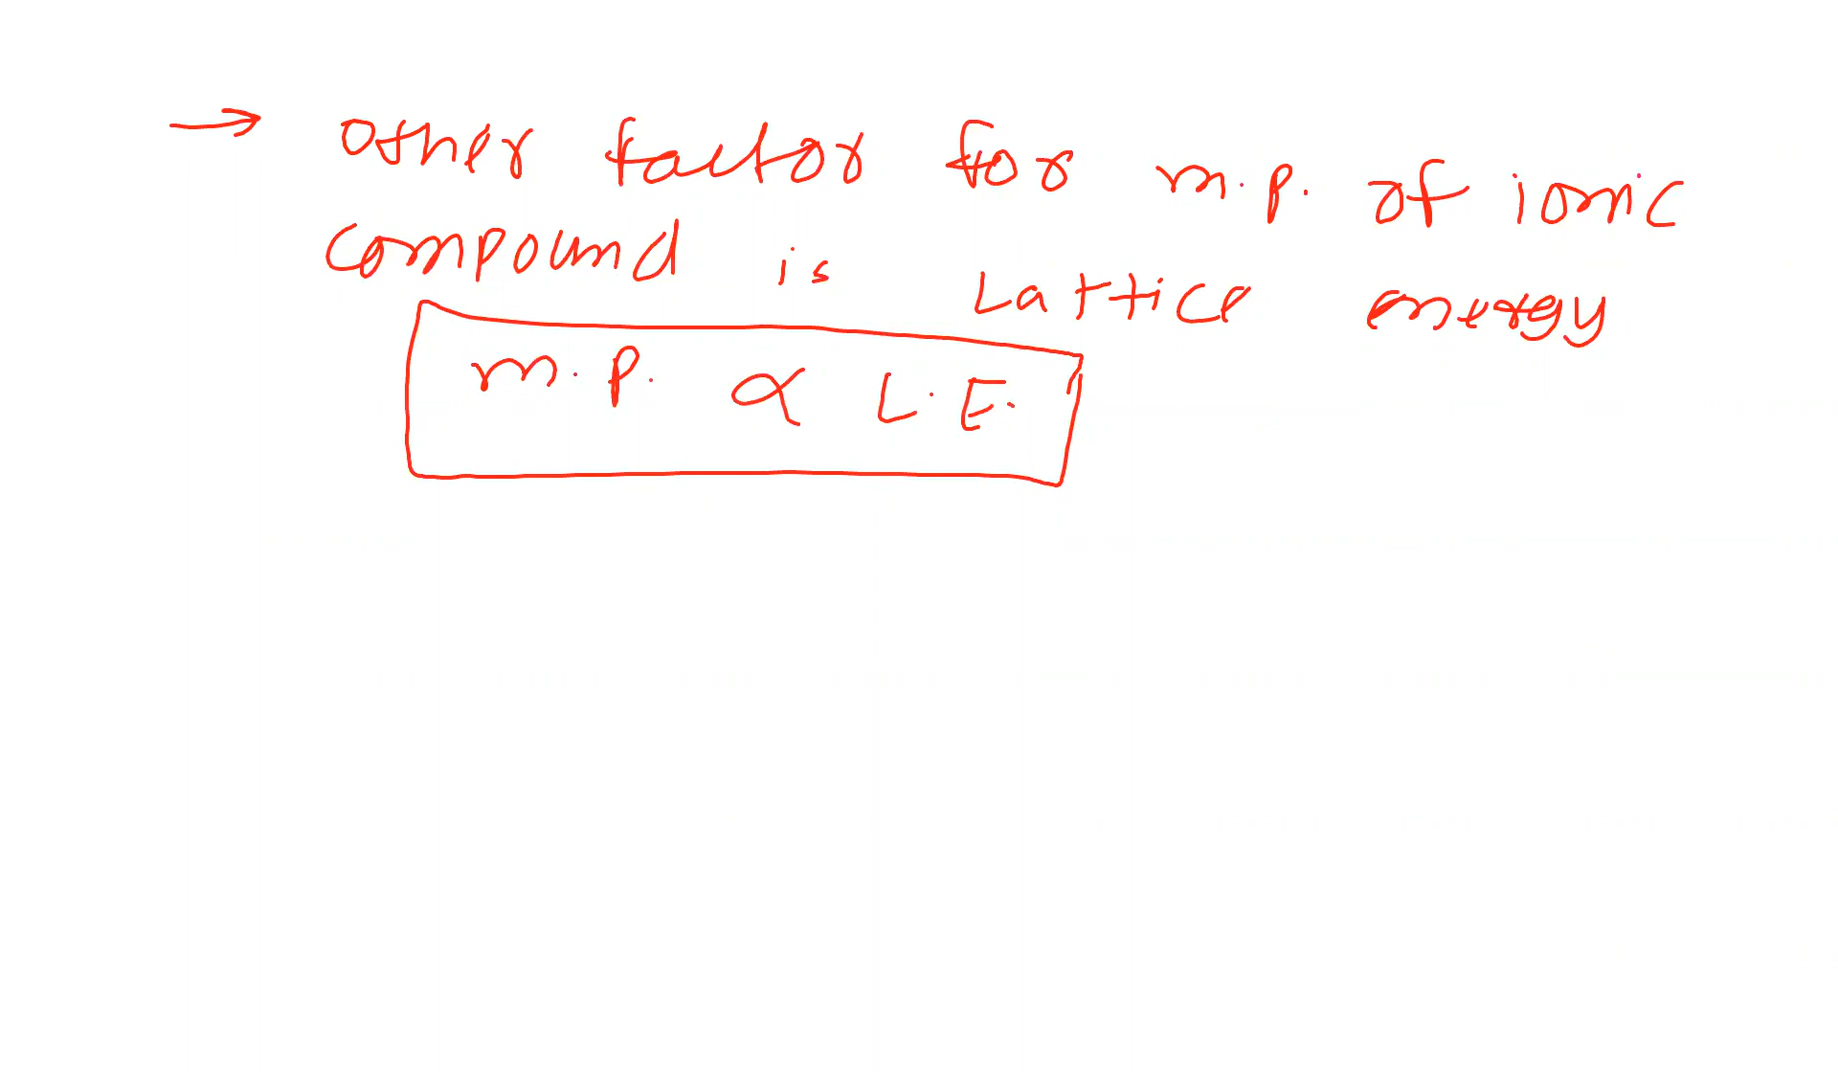 → Other factor for m.p. of ionic
compound is Lattice energy
m.p. ∝ L.E.